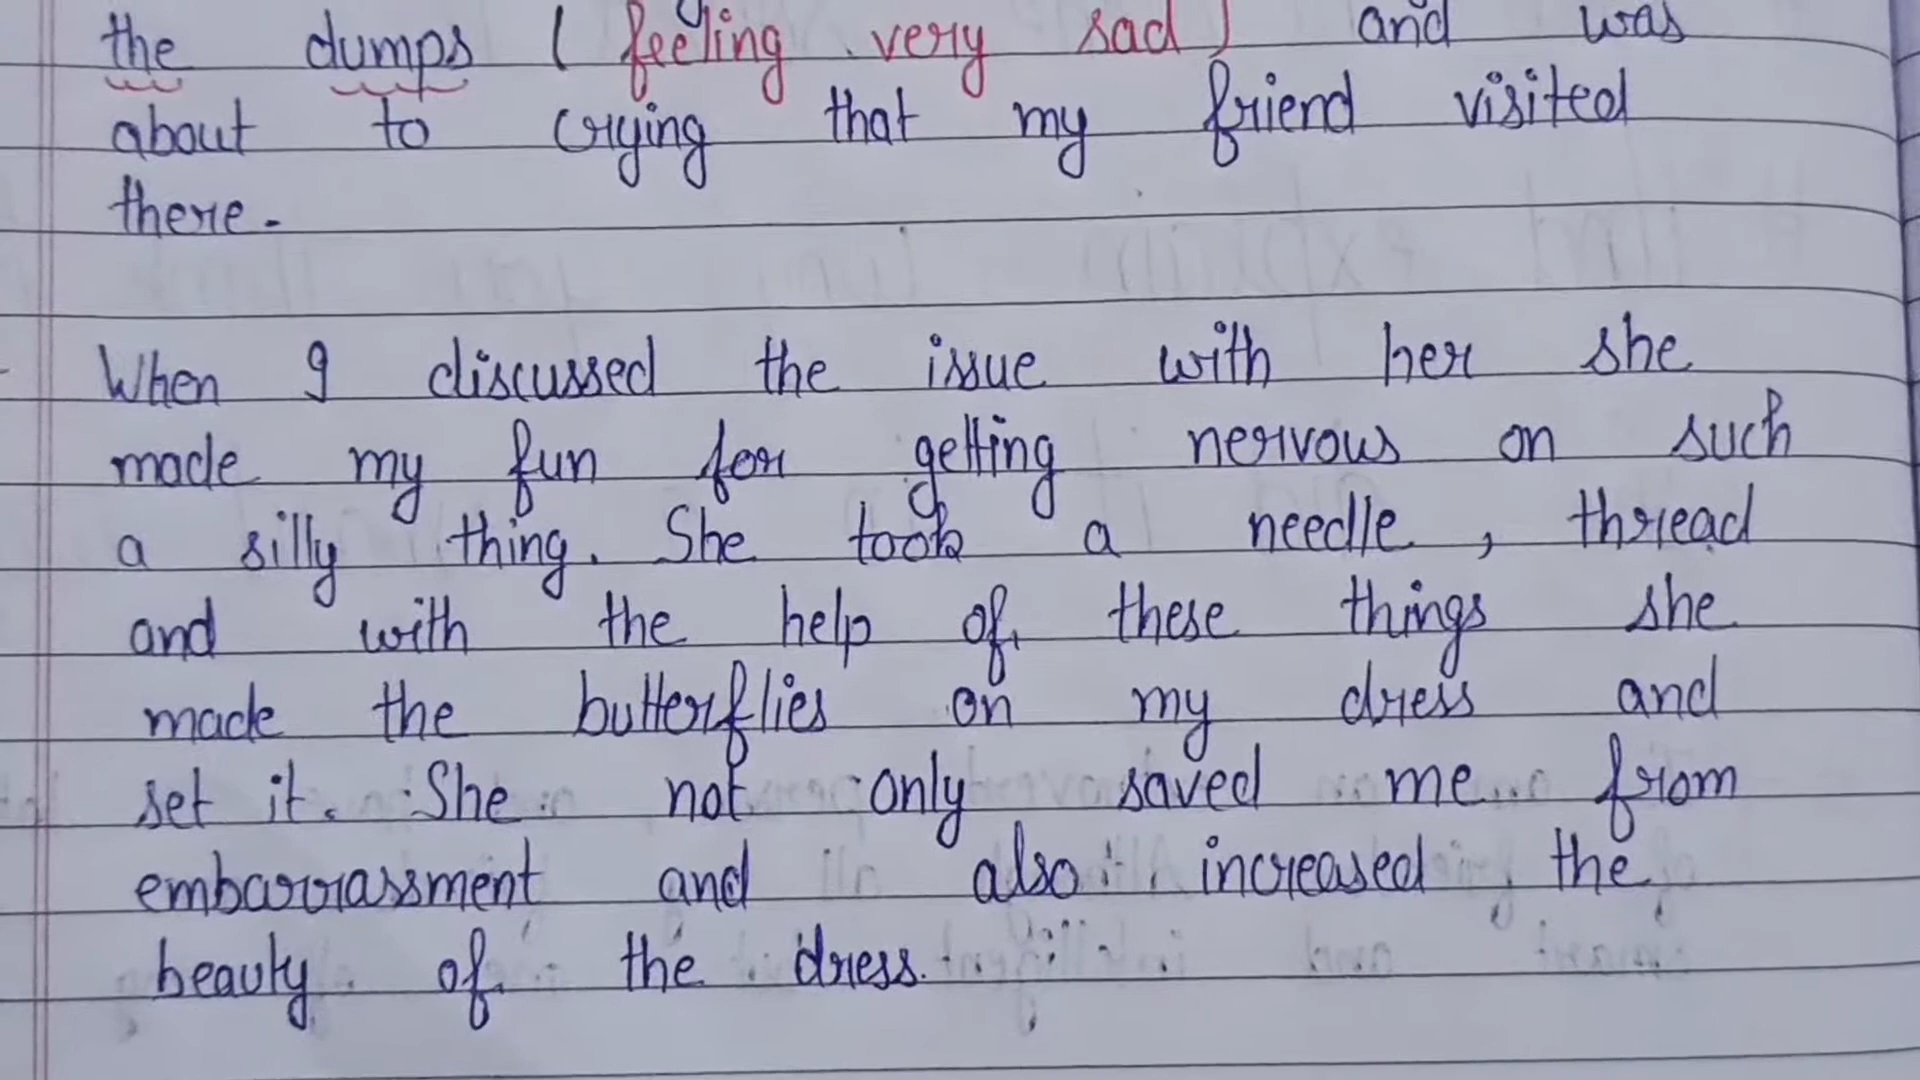 the dumps ( feeling very sad ) and was
about to crying that my friend visited
there.
When I discussed the issue with her she
made my fun for getting nervous on such
a silly thing. She took a needle, thread
and with the help of these things she
made the butterflies on my dress and
set it. She not only saved me from
embarrassment and also increased the
beauty of the dress.